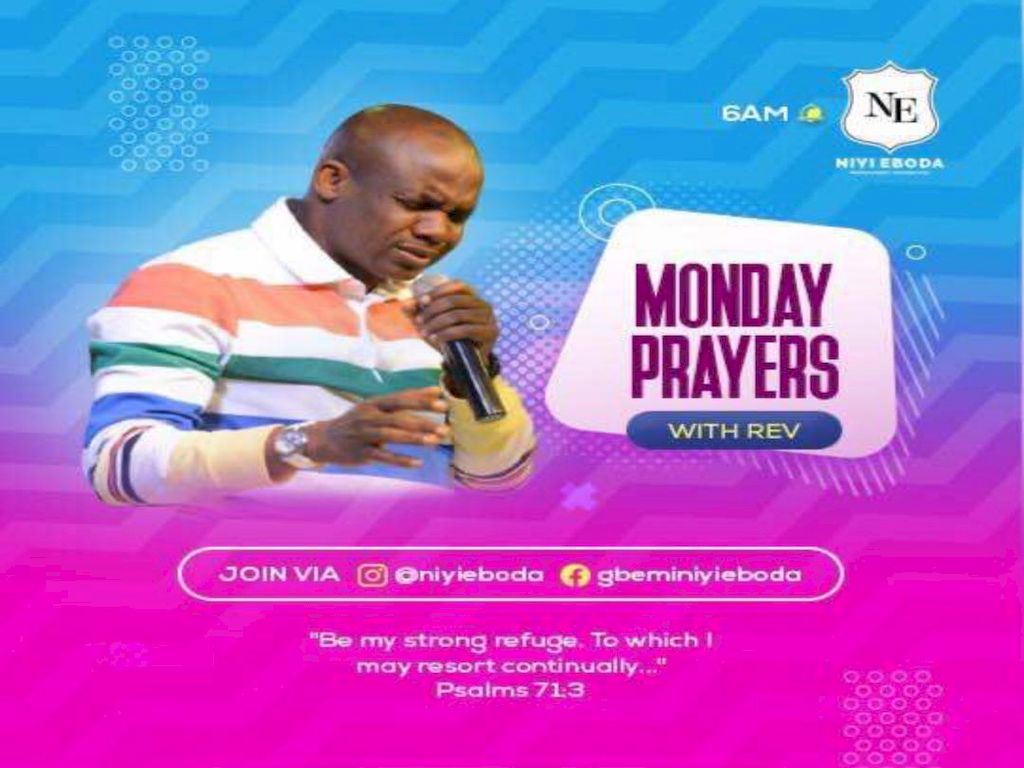 6AM
NE
NIYI EBODA
MONDAY
PRAYERS
WITH REV
JOIN VIA @niyieboda gbeminiyieboda
"Be my strong refuge. To which I
may resort continually..."
Psalms 71:3